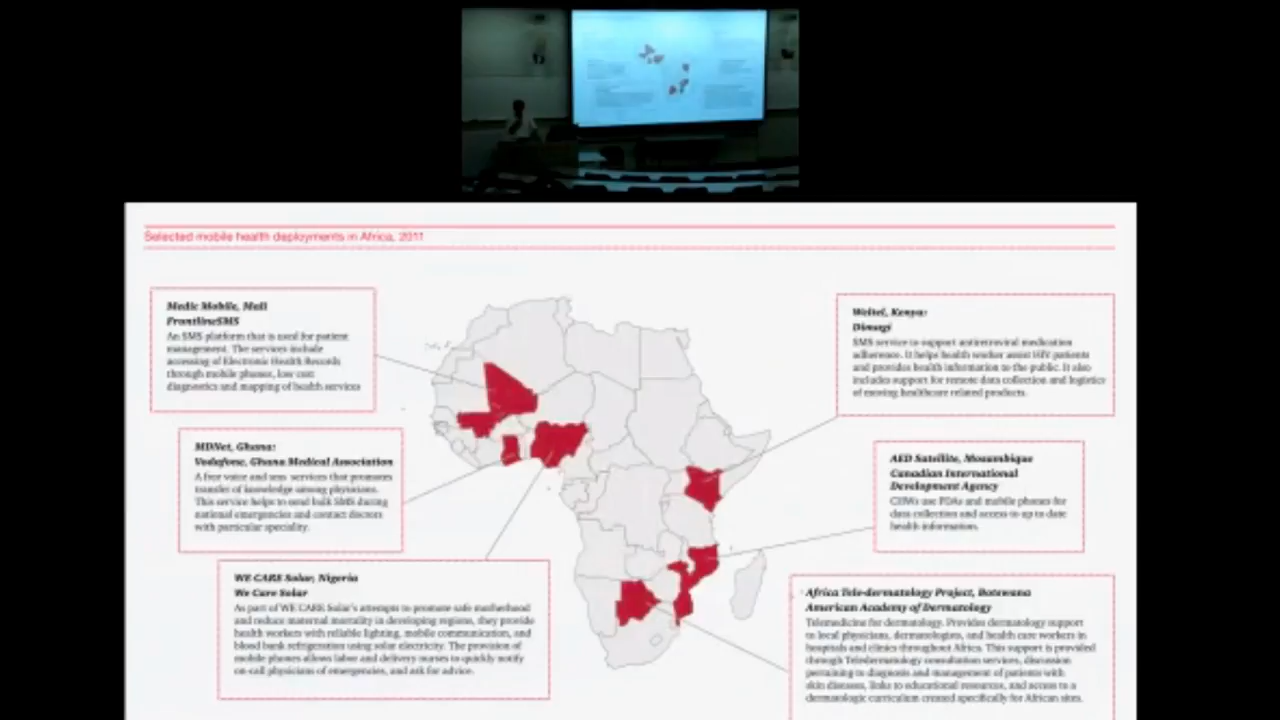 Selected mobile health deployments in Africa, 2011
Medic Mobile, Mali
FrontlineSMS
An SMS platform that is used for patient
management. The services include
accessing of Electronic Health Records
through mobile phones, low cost
diagnostics and mapping of health services
MDNet, Ghana:
Vodafone, Ghana Medical Association
A free voice and sms services that promotes
transfer of knowledge among physicians.
This service helps to send bulk SMS during
national emergencies and contact doctors
with particular speciality.
WE CARE Solar, Nigeria
We Care Solar
As part of WE CARE Solar's attempts to promote safe motherhood
and reduce maternal mortality in developing regions, they provide
health workers with reliable lighting, mobile communication, and
blood bank refrigeration using solar electricity. The provision of
mobile phones allows labor and delivery nurses to quickly notify
on-call physicians of emergencies, and ask for advice.
Weltel, Kenya:
Dimagi
SMS service to support antiretroviral medication
adherence. It helps health worker assist HIV patients
and provides health information to the public. It also
includes support for remote data collection and logistics
of moving healthcare related products.
AED Satellite, Mozambique
Canadian International
Development Agency
CHWs use PDAs and mobile phones for
data collection and access to up to date
health information.
Africa Tele-dermatology Project, Botswana
American Academy of Dermatology
Telemedicine for dermatology. Provides dermatology support
to local physicians, dermatologists, and health care workers in
hospitals and clinics throughout Africa. This support is provided
through Teledermatology consultation services, discussion
pertaining to diagnosis and management of patients with
skin diseases, links to educational resources, and access to a
dermatologic curriculum created specifically for African sites.